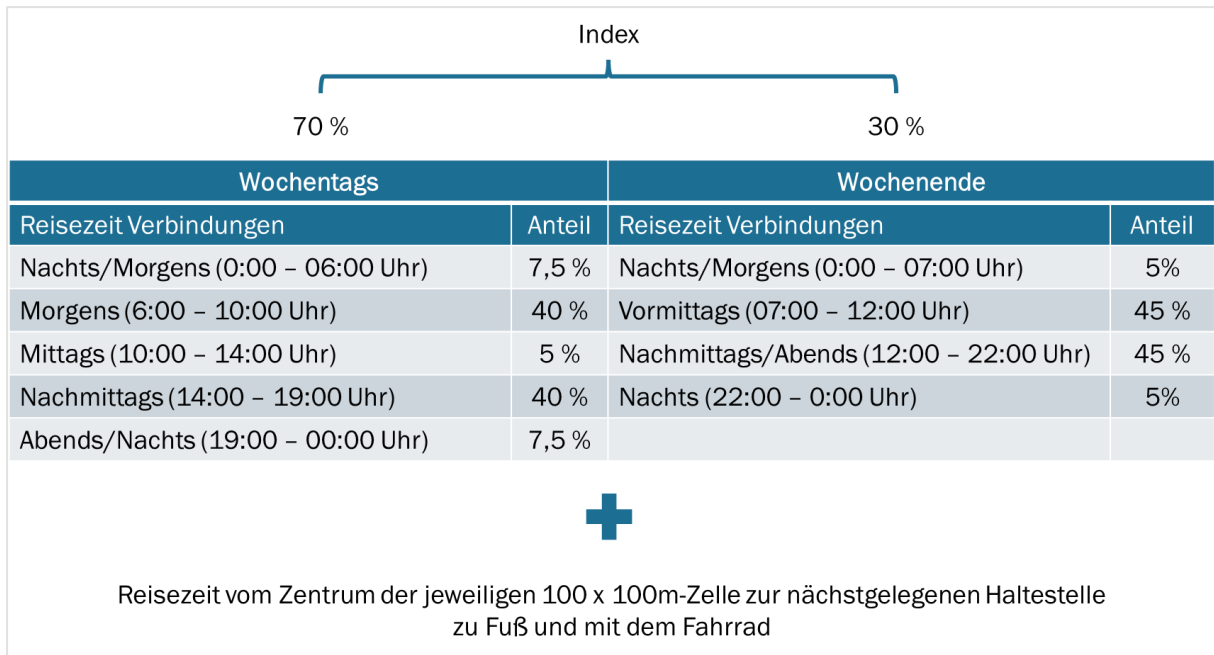 Index
70 %
30 %
Wochentags
Wochenende
Reisezeit Verbindungen
Anteil
Reisezeit Verbindungen
Anteil
Nachts/Morgens (0:00 – 06:00 Uhr)
7,5 %
Nachts/Morgens (0:00 – 07:00 Uhr)
5%
Morgens (6:00 – 10:00 Uhr)
40 %
Vormittags (07:00 – 12:00 Uhr)
45 %
Mittags (10:00 – 14:00 Uhr)
5 %
Nachmittags/Abends (12:00 – 22:00 Uhr)
45 %
Nachmittags (14:00 – 19:00 Uhr)
40 %
Nachts (22:00 – 0:00 Uhr)
5%
Abends/Nachts (19:00 – 00:00 Uhr)
7,5 %
Reisezeit vom Zentrum der jeweiligen 100 x 100m-Zelle zur nächstgelegenen Haltestelle
zu Fuß und mit dem Fahrrad